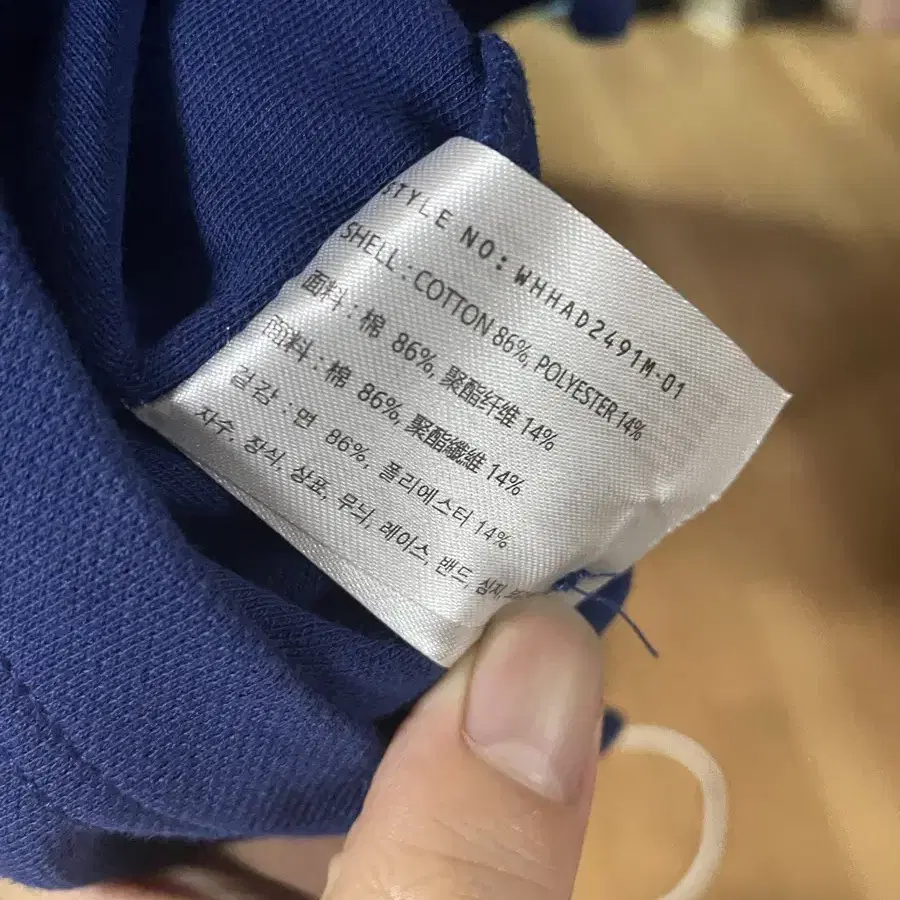 STYLE NO: WHHAD2491M-01
SHELL : COTTON 86%, POLYESTER 14%
面料 : 棉 86%, 聚酯纤维 14%
面料 : 棉 86%, 聚酯纖維 14%
겉감 : 면 86%, 폴리에스터 14%
자수, 장식, 상표, 무늬, 레이스, 밴드, 심지,